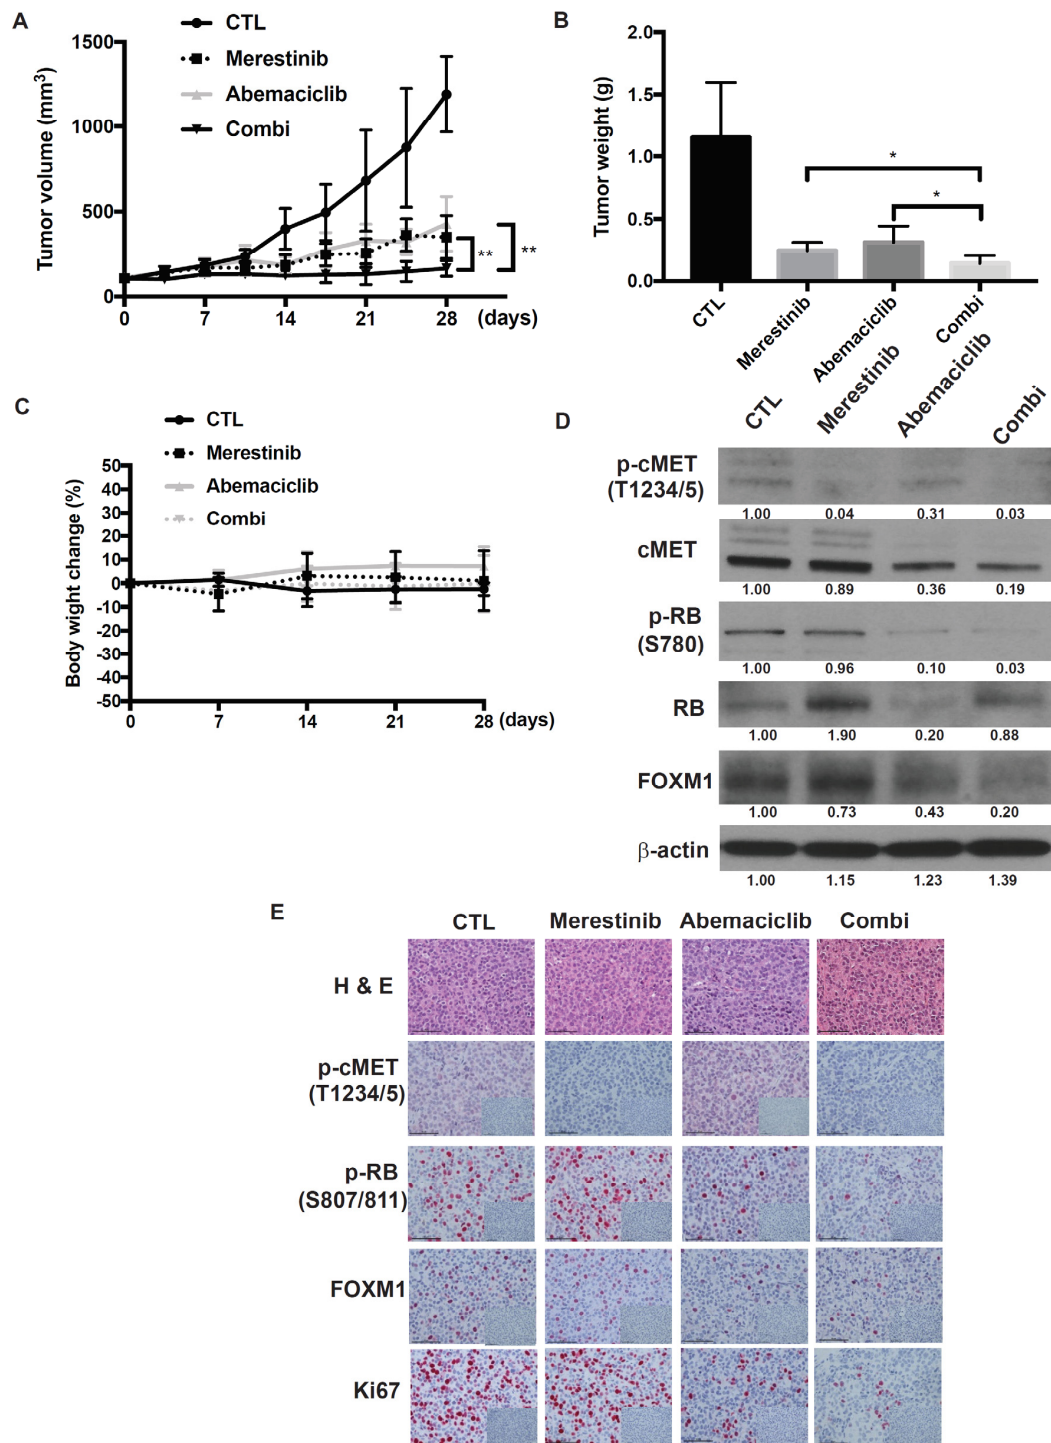 A
CTL
Merestinib
Abemaciclib
Combi
Tumor volume (mm3)
1500
1000
500
0
0 7 14 21 28 (days)
**
**
B
Tumor weight (g)
2.0
1.5
1.0
0.5
0.0
*
*
CTL
Merestinib
Abemaciclib
Combi
C
CTL
Merestinib
Abemaciclib
Combi
Body wight change (%)
50
40
30
20
10
0
-10
-20
-30
-40
-50
0 7 14 21 28 (days)
D
CTL Merestinib Abemaciclib Combi
p-cMET
(T1234/5)
1.00 0.04 0.31 0.03
cMET
1.00 0.89 0.36 0.19
p-RB
(S780)
1.00 0.96 0.10 0.03
RB
1.00 1.90 0.20 0.88
FOXM1
1.00 0.73 0.43 0.20
β-actin
1.00 1.15 1.23 1.39
E
CTL Merestinib Abemaciclib Combi
H & E
p-cMET
(T1234/5)
p-RB
(S807/811)
FOXM1
Ki67